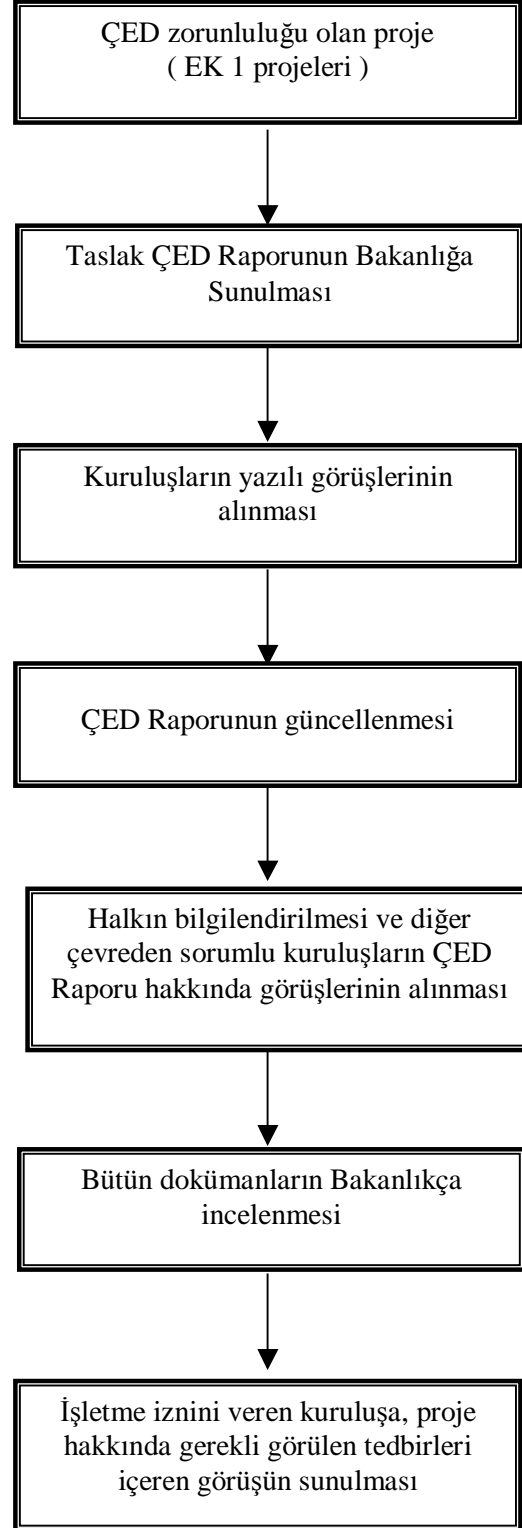 ÇED zorunluluğu olan proje
( EK 1 projeleri )
Taslak ÇED Raporunun Bakanlığa
Sunulması
Kuruluşların yazılı görüşlerinin
alınması
ÇED Raporunun güncellenmesi
Halkın bilgilendirilmesi ve diğer
çevreden sorumlu kuruluşların ÇED
Raporu hakkında görüşlerinin alınması
Bütün dokümanların Bakanlıkça
incelenmesi
İşletme iznini veren kuruluşa, proje
hakkında gerekli görülen tedbirleri
içeren görüşün sunulması